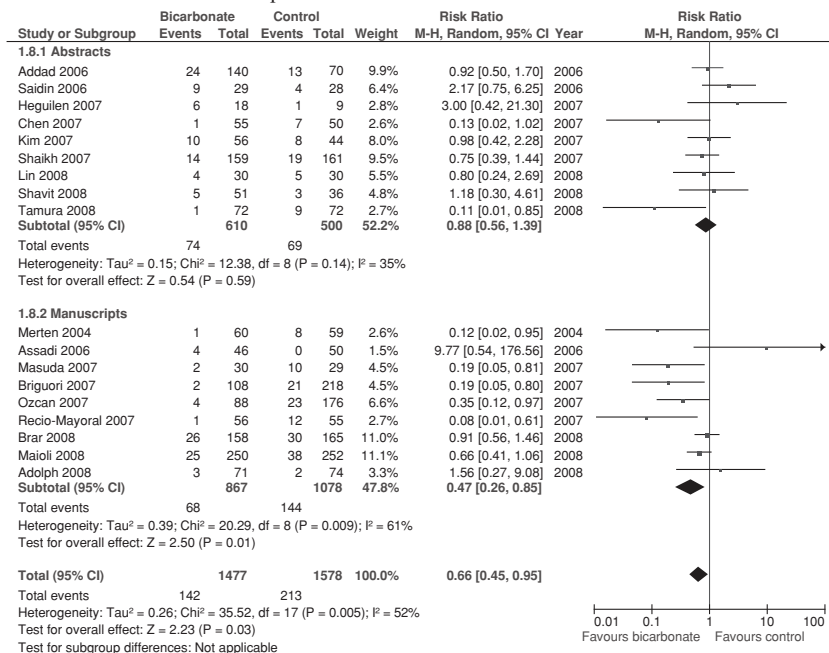 Bicarbonate Control Risk Ratio Risk Ratio
Study or Subgroup Events Total Events Total Weight M-H, Random, 95% CI Year M-H, Random, 95% CI
1.8.1 Abstracts
Addad 2006 24 140 13 70 9.9% 0.92 [0.50, 1.70] 2006
Saidin 2006 9 29 4 28 6.4% 2.17 [0.75, 6.25] 2006
Heguilen 2007 6 18 1 9 2.8% 3.00 [0.42, 21.30] 2007
Chen 2007 1 55 7 50 2.6% 0.13 [0.02, 1.02] 2007
Kim 2007 10 56 8 44 8.0% 0.98 [0.42, 2.28] 2007
Shaikh 2007 14 159 19 161 9.5% 0.75 [0.39, 1.44] 2007
Lin 2008 4 30 5 30 5.4% 0.80 [0.24, 2.69] 2008
Shavit 2008 5 51 3 36 4.8% 1.18 [0.30, 4.61] 2008
Tamura 2008 1 72 9 72 2.7% 0.11 [0.01, 0.85] 2008
Subtotal (95% CI) 610 500 52.2% 0.88 [0.56, 1.39]
Total events 74 69
Heterogeneity: Tau² = 0.15; Chi² = 12.38, df = 8 (P = 0.14); I² = 35%
Test for overall effect: Z = 0.54 (P = 0.59)
1.8.2 Manuscripts
Merten 2004 1 60 8 59 2.6% 0.12 [0.02, 0.95] 2004
Assadi 2006 4 46 0 50 1.5% 9.77 [0.54, 176.56] 2006
Masuda 2007 2 30 10 29 4.5% 0.19 [0.05, 0.81] 2007
Briguori 2007 2 108 21 218 4.5% 0.19 [0.05, 0.80] 2007
Ozcan 2007 4 88 23 176 6.6% 0.35 [0.12, 0.97] 2007
Recio-Mayoral 2007 1 56 12 55 2.7% 0.08 [0.01, 0.61] 2007
Brar 2008 26 158 30 165 11.0% 0.91 [0.56, 1.46] 2008
Maioli 2008 25 250 38 252 11.1% 0.66 [0.41, 1.06] 2008
Adolph 2008 3 71 2 74 3.3% 1.56 [0.27, 9.08] 2008
Subtotal (95% CI) 867 1078 47.8% 0.47 [0.26, 0.85]
Total events 68 144
Heterogeneity: Tau² = 0.39; Chi² = 20.29, df = 8 (P = 0.009); I² = 61%
Test for overall effect: Z = 2.50 (P = 0.01)
Total (95% CI) 1477 1578 100.0% 0.66 [0.45, 0.95]
Total events 142 213
Heterogeneity: Tau² = 0.26; Chi² = 35.52, df = 17 (P = 0.005); I² = 52%
Test for overall effect: Z = 2.23 (P = 0.03)
Test for subgroup differences: Not applicable
0.01 0.1 1 10 100
Favours bicarbonate Favours control